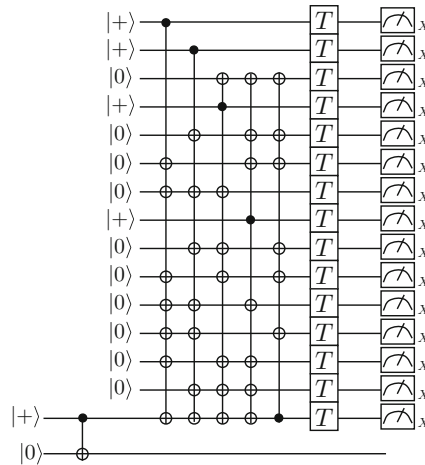 |+⟩ T x
|+⟩ T x
|0⟩ T x
|+⟩ T x
|0⟩ T x
|0⟩ T x
|0⟩ T x
|+⟩ T x
|0⟩ T x
|0⟩ T x
|0⟩ T x
|0⟩ T x
|0⟩ T x
|0⟩ T x
|+⟩ T x
|0⟩